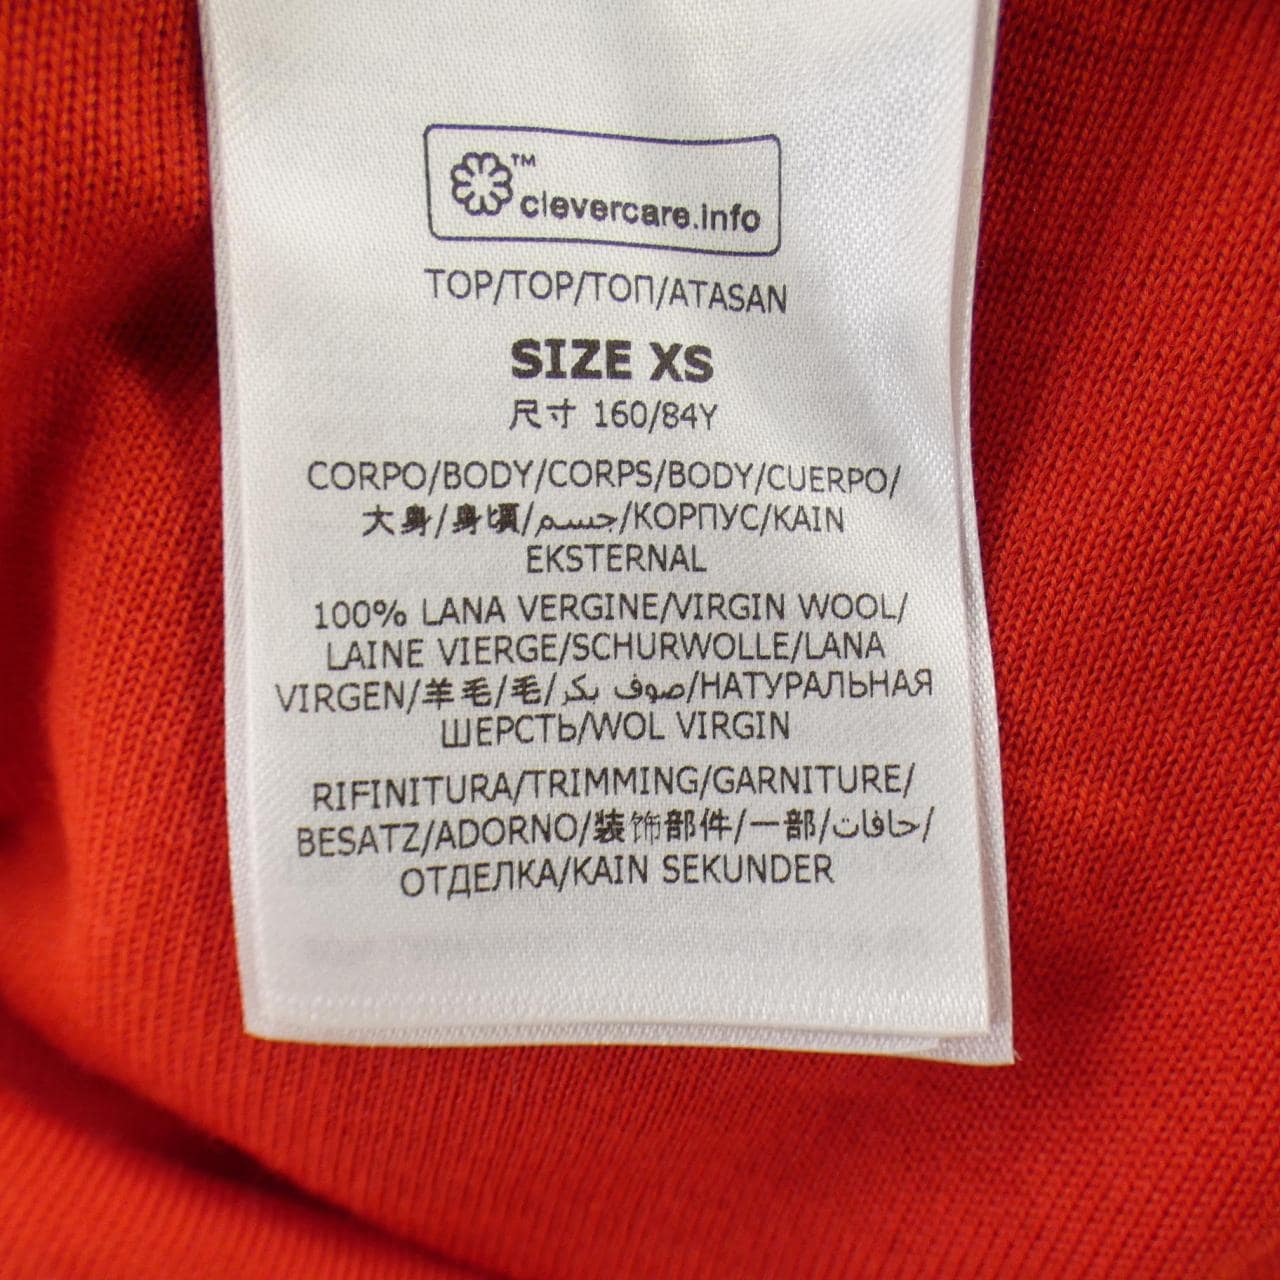 ™ clevercare.info
TOP/TOP/ТОП/ATASAN
SIZE XS
尺寸 160/84Y
CORPO/BODY/CORPS/BODY/CUERPO/
大身/身頃/جسم/КОРПУС/KAIN
EKSTERNAL
100% LANA VERGINE/VIRGIN WOOL/
LAINE VIERGE/SCHURWOLLE/LANA
VIRGEN/羊毛/毛/صوف بكر/НАТУРАЛЬНАЯ
ШЕРСТЬ/WOL VIRGIN
RIFINITURA/TRIMMING/GARNITURE/
BESATZ/ADORNO/装饰部件/一部/حافات/
ОТДЕЛКА/KAIN SEKUNDER